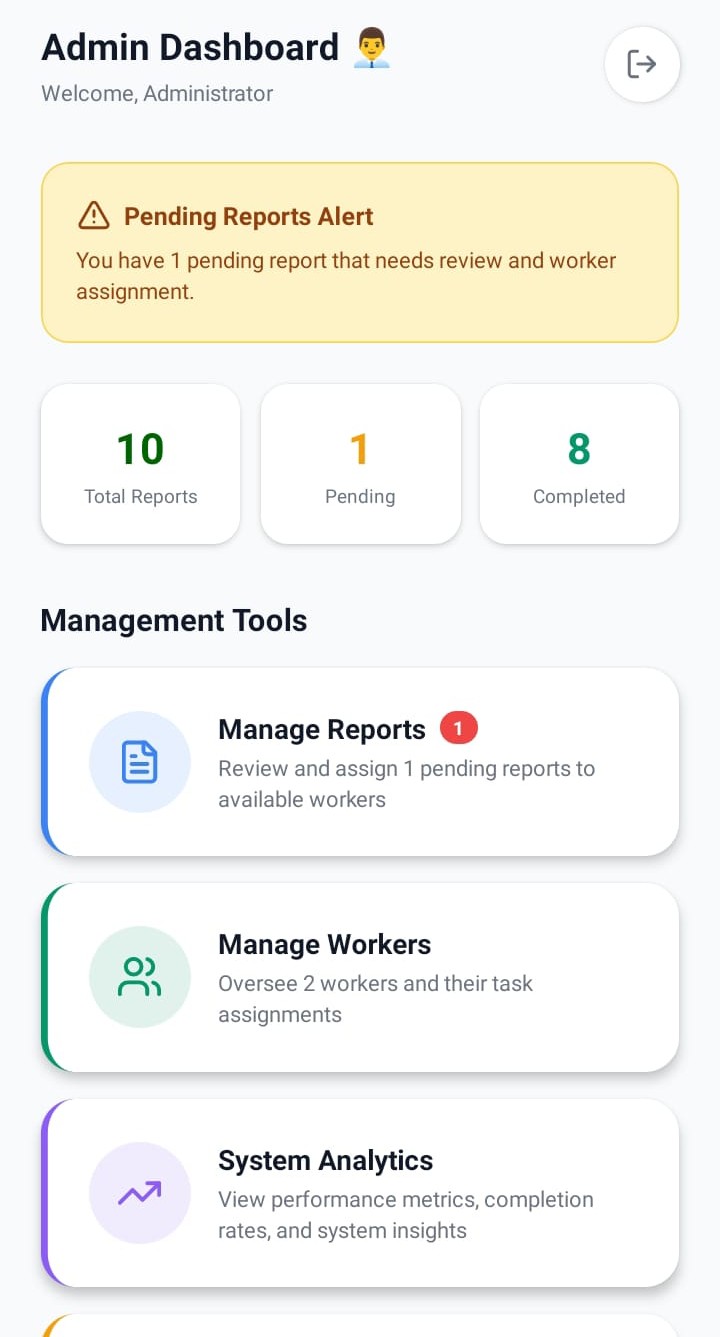 Admin Dashboard 👨‍💼
Welcome, Administrator
Pending Reports Alert
You have 1 pending report that needs review and worker
assignment.
10
Total Reports
1
Pending
8
Completed
Management Tools
Manage Reports 1
Review and assign 1 pending reports to
available workers
Manage Workers
Oversee 2 workers and their task
assignments
System Analytics
View performance metrics, completion
rates, and system insights